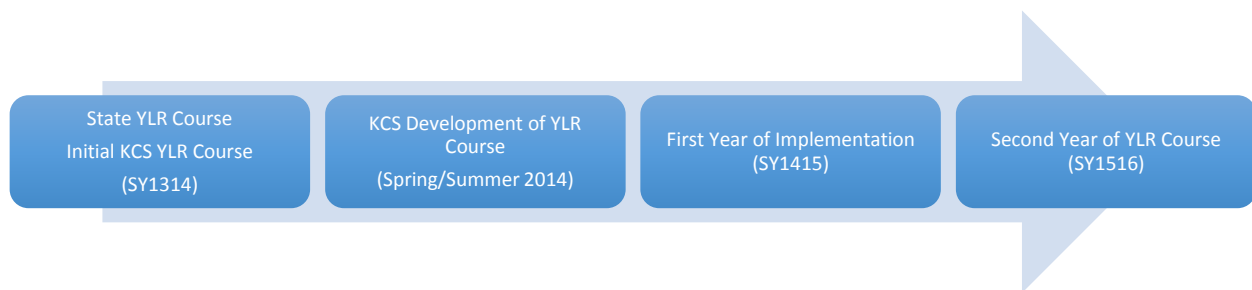 State YLR Course
Initial KCS YLR Course
(SY1314)
KCS Development of YLR
Course
(Spring/Summer 2014)
First Year of Implementation
(SY1415)
Second Year of YLR Course
(SY1516)